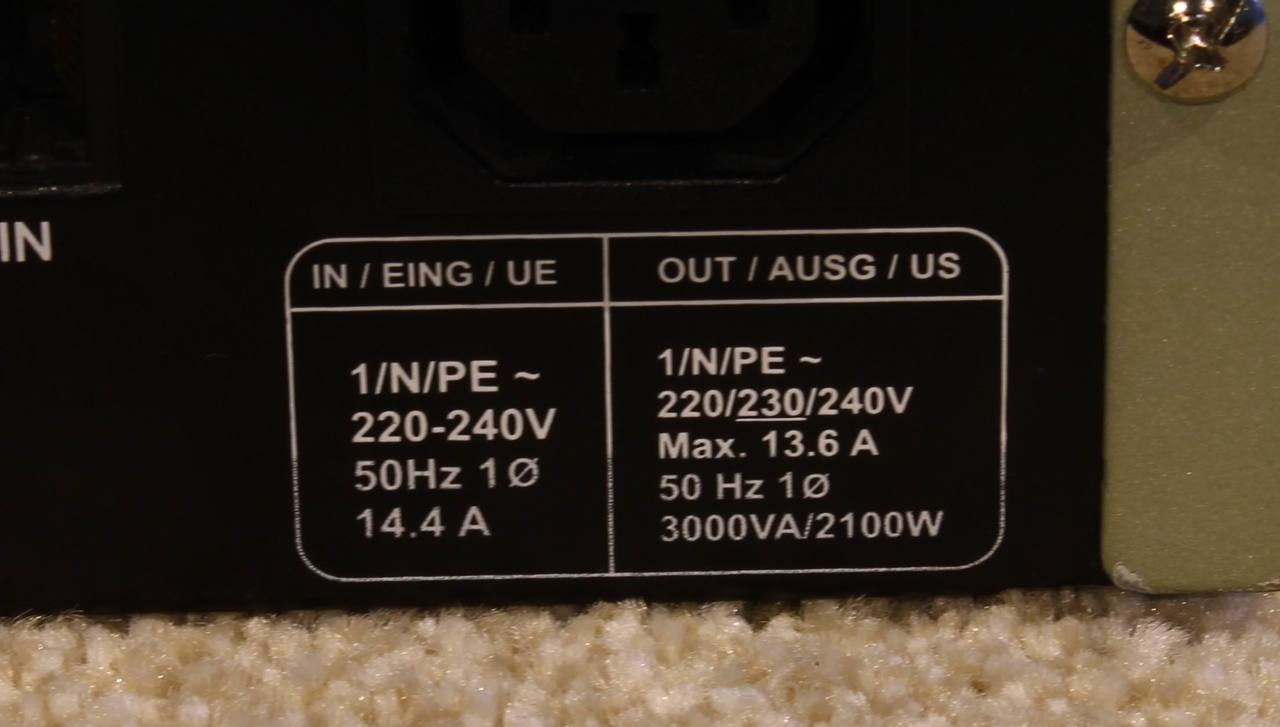 IN
IN / EING / UE
1/N/PE ~
220-240V
50Hz 1Ø
14.4 A
OUT / AUSG / US
1/N/PE ~
220/230/240V
Max. 13.6 A
50 Hz 1Ø
3000VA/2100W